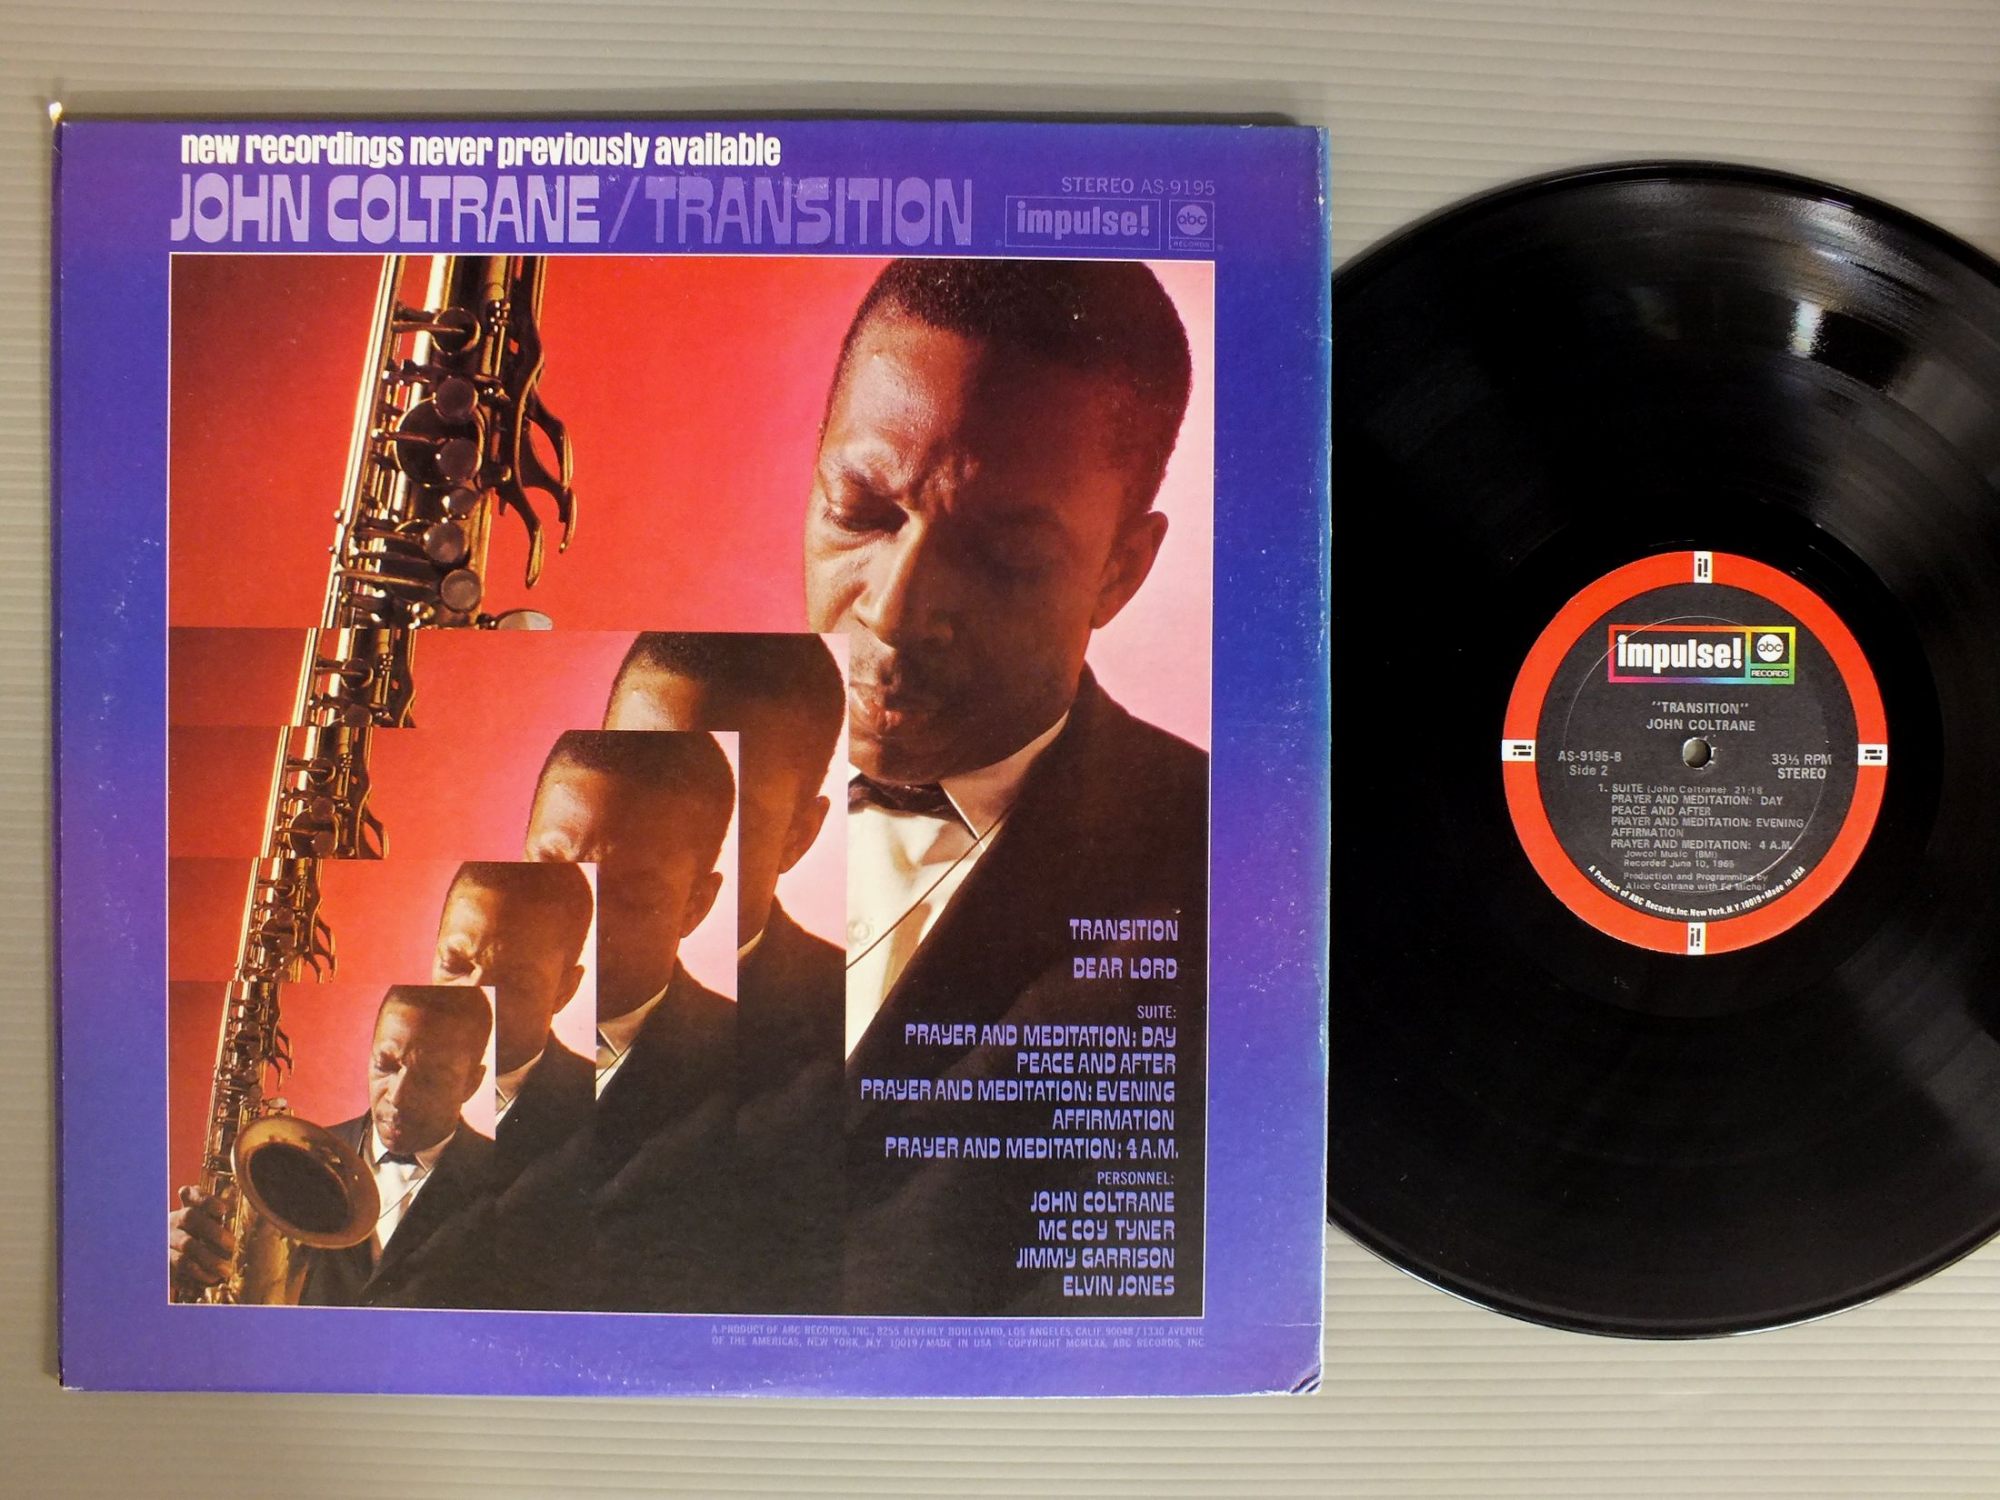 new recordings never previously available
JOHN COLTRANE / TRANSITION
STEREO AS-9195
impulse!
abc
RECORDS
TRANSITION
DEAR LORD
SUITE:
PRAYER AND MEDITATION: DAY
PEACE AND AFTER
PRAYER AND MEDITATION: EVENING
AFFIRMATION
PRAYER AND MEDITATION: 4 A.M.
PERSONNEL:
JOHN COLTRANE
MC COY TYNER
JIMMY GARRISON
ELVIN JONES
A PRODUCT OF ABC RECORDS, INC., 8255 BEVERLY BOULEVARD, LOS ANGELES, CALIF. 90048 / 1330 AVENUE
OF THE AMERICAS, NEW YORK, N.Y. 10019 / MADE IN USA © COPYRIGHT MCMLXX, ABC RECORDS, INC.
i!
i!
i!
i!
impulse!
abc
RECORDS
"TRANSITION"
JOHN COLTRANE
AS-9195-B
Side 2
33⅓ RPM
STEREO
1. SUITE (John Coltrane) 21:18
PRAYER AND MEDITATION: DAY
PEACE AND AFTER
PRAYER AND MEDITATION: EVENING
AFFIRMATION
PRAYER AND MEDITATION: 4 A.M.
Jowcol Music (BMI)
Recorded June 10, 1965
Production and Programming by
Alice Coltrane with Ed Michel
A Product of ABC Records, Inc. New York, N.Y. 10019 • Made in USA